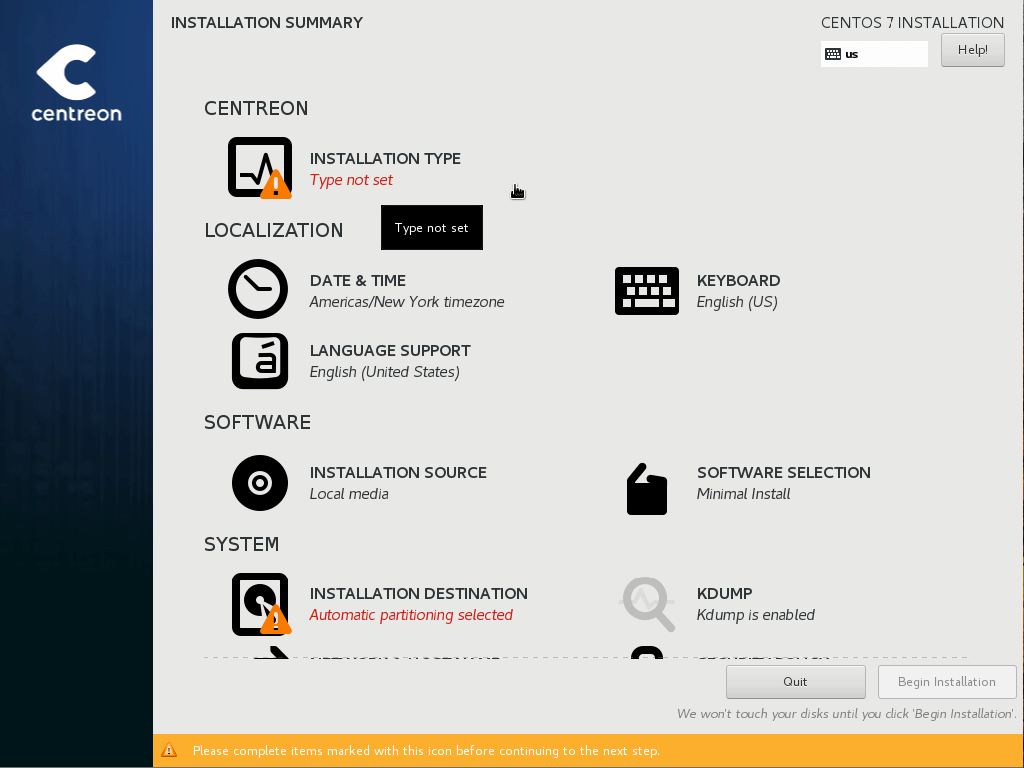 centreon
INSTALLATION SUMMARY
CENTOS 7 INSTALLATION
us
Help!
CENTREON
INSTALLATION TYPE
Type not set
LOCALIZATION
Type not set
DATE & TIME
Americas/New York timezone
KEYBOARD
English (US)
LANGUAGE SUPPORT
English (United States)
SOFTWARE
INSTALLATION SOURCE
Local media
SOFTWARE SELECTION
Minimal Install
SYSTEM
INSTALLATION DESTINATION
Automatic partitioning selected
KDUMP
Kdump is enabled
Quit
Begin Installation
We won't touch your disks until you click 'Begin Installation'.
Please complete items marked with this icon before continuing to the next step.